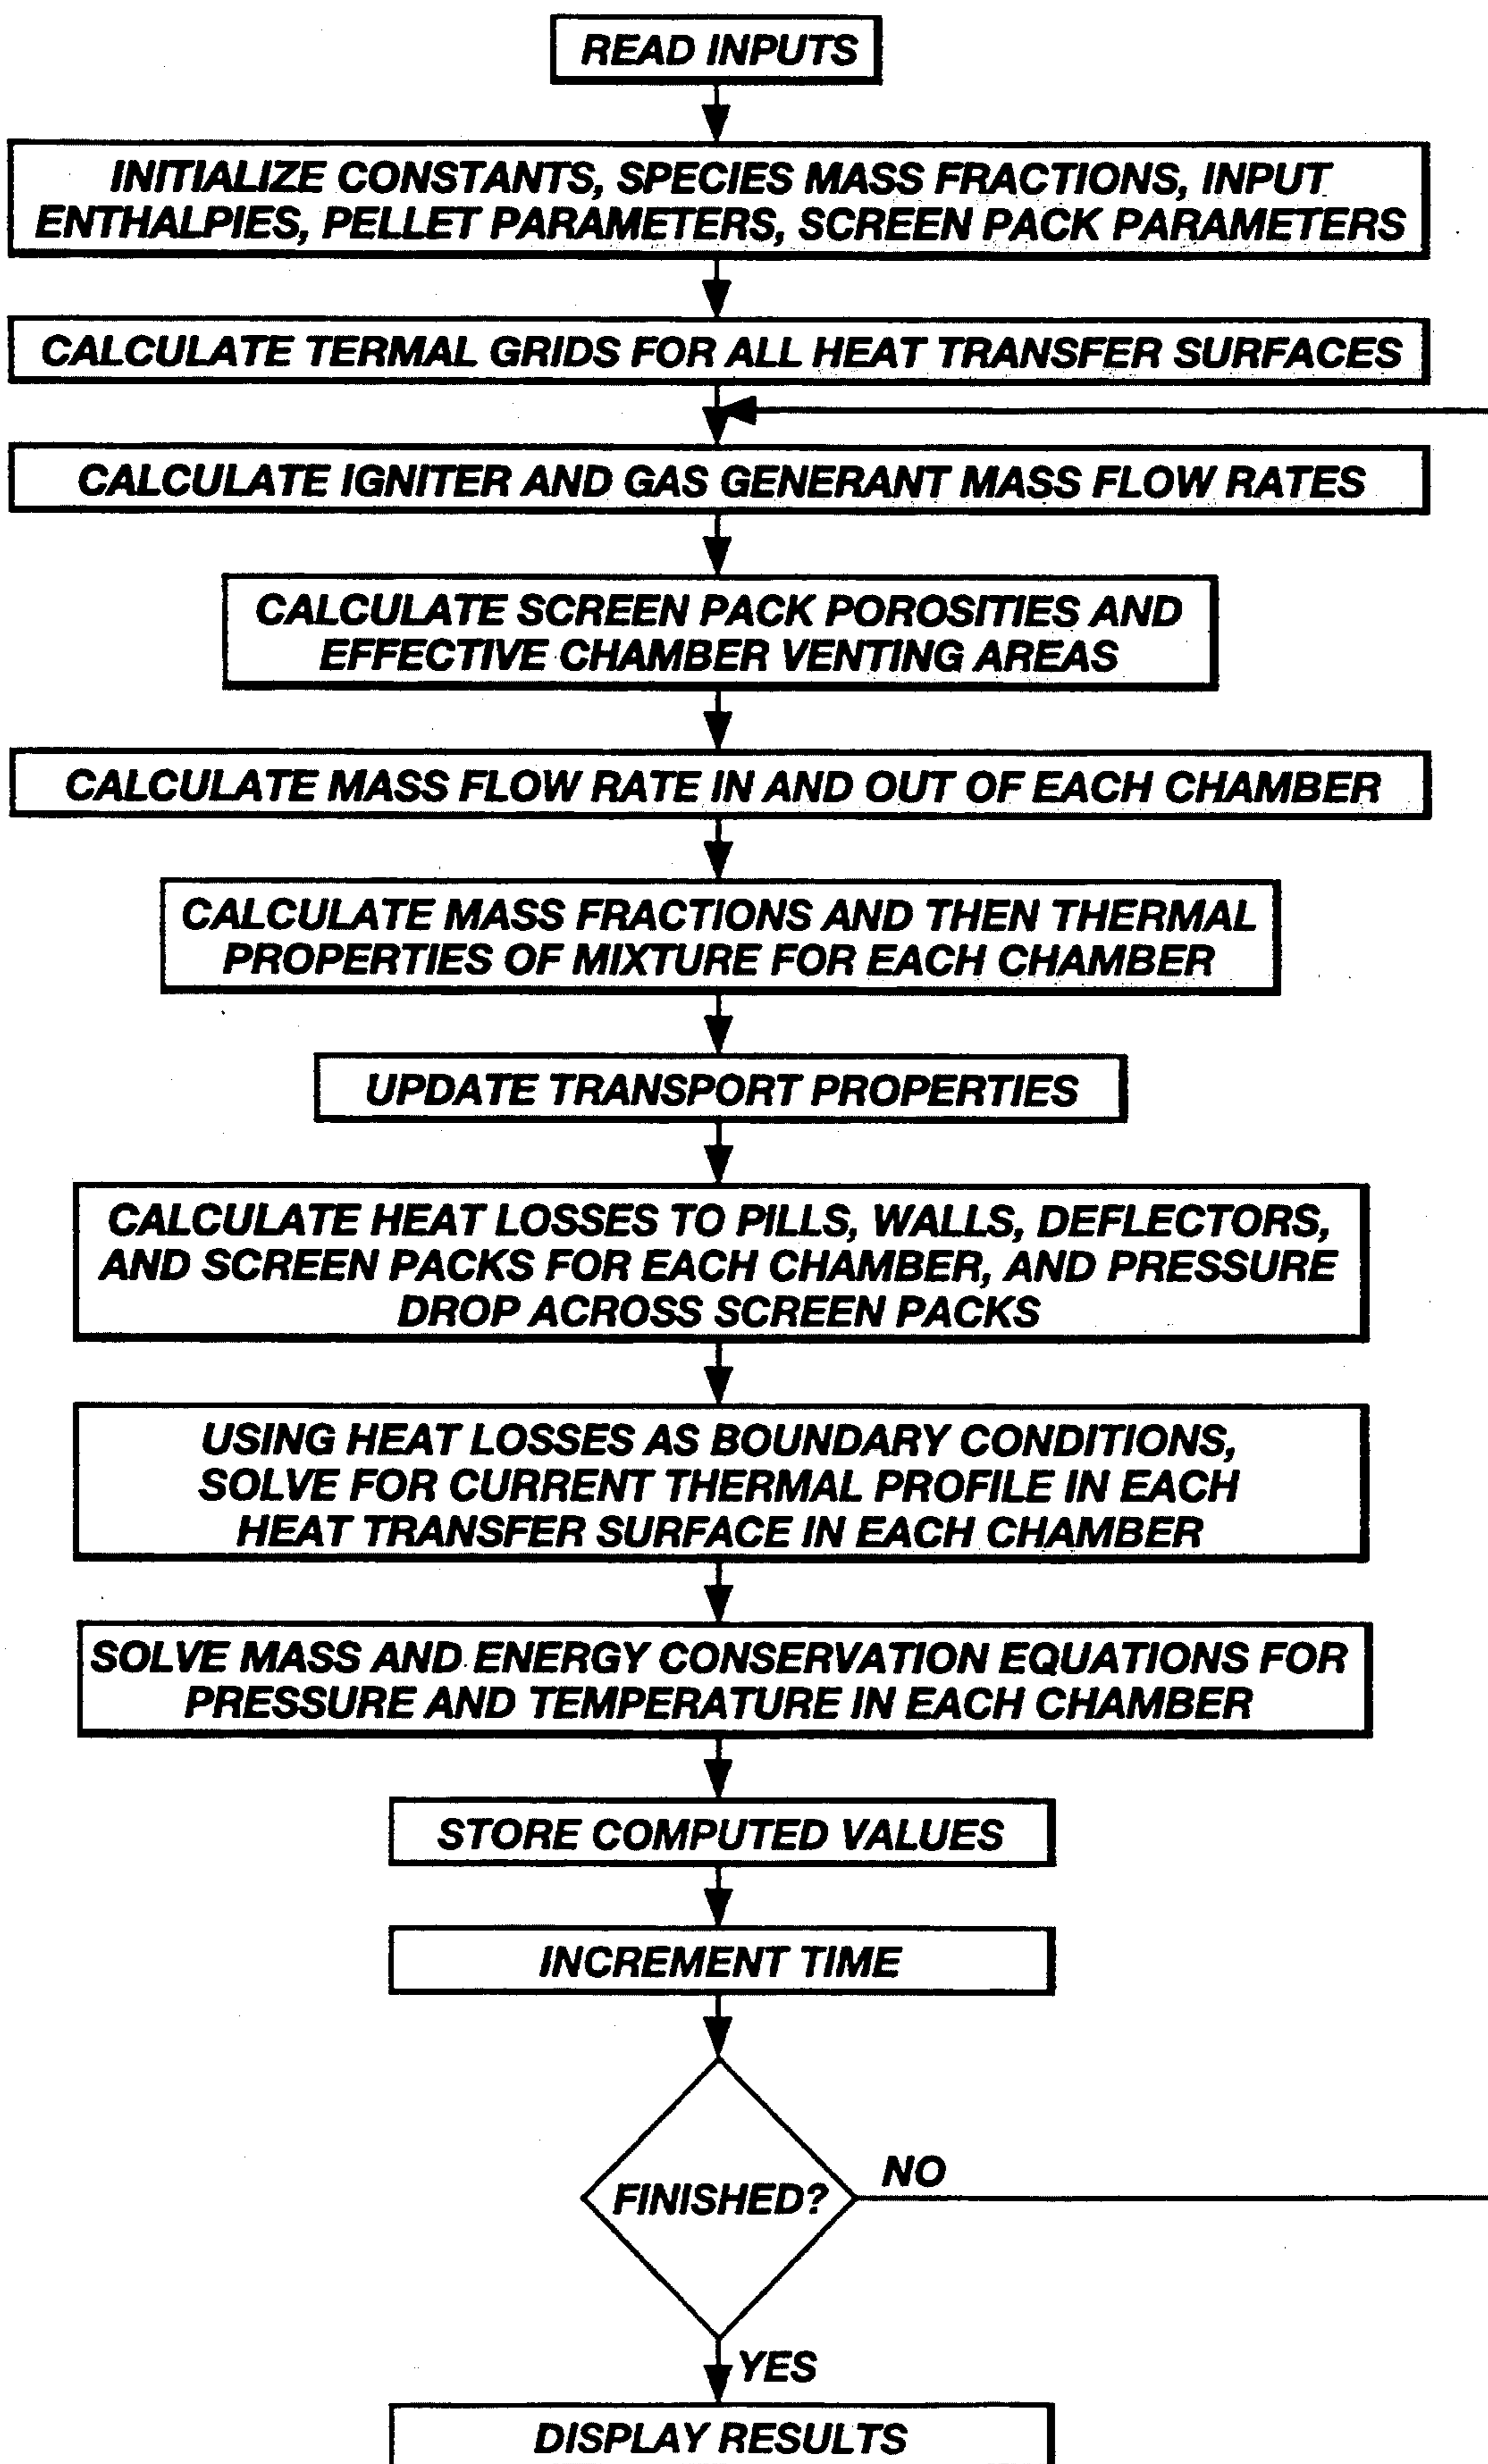 READ INPUTS
INITIALIZE CONSTANTS, SPECIES MASS FRACTIONS, INPUT
ENTHALPIES, PELLET PARAMETERS, SCREEN PACK PARAMETERS
CALCULATE TERMAL GRIDS FOR ALL HEAT TRANSFER SURFACES
CALCULATE IGNITER AND GAS GENERANT MASS FLOW RATES
CALCULATE SCREEN PACK POROSITIES AND
EFFECTIVE CHAMBER VENTING AREAS
CALCULATE MASS FLOW RATE IN AND OUT OF EACH CHAMBER
CALCULATE MASS FRACTIONS AND THEN THERMAL
PROPERTIES OF MIXTURE FOR EACH CHAMBER
UPDATE TRANSPORT PROPERTIES
CALCULATE HEAT LOSSES TO PILLS, WALLS, DEFLECTORS,
AND SCREEN PACKS FOR EACH CHAMBER, AND PRESSURE
DROP ACROSS SCREEN PACKS
USING HEAT LOSSES AS BOUNDARY CONDITIONS,
SOLVE FOR CURRENT THERMAL PROFILE IN EACH
HEAT TRANSFER SURFACE IN EACH CHAMBER
SOLVE MASS AND ENERGY CONSERVATION EQUATIONS FOR
PRESSURE AND TEMPERATURE IN EACH CHAMBER
STORE COMPUTED VALUES
INCREMENT TIME
FINISHED?
NO
YES
DISPLAY RESULTS